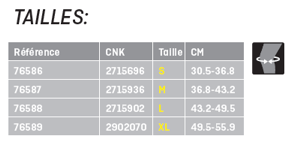 TAILLES:
Référence CNK Taille CM
76586 2715696 S 30.5-36.8
76587 2715936 M 36.8-43.2
76588 2715902 L 43.2-49.5
76589 2902070 XL 49.5-55.9